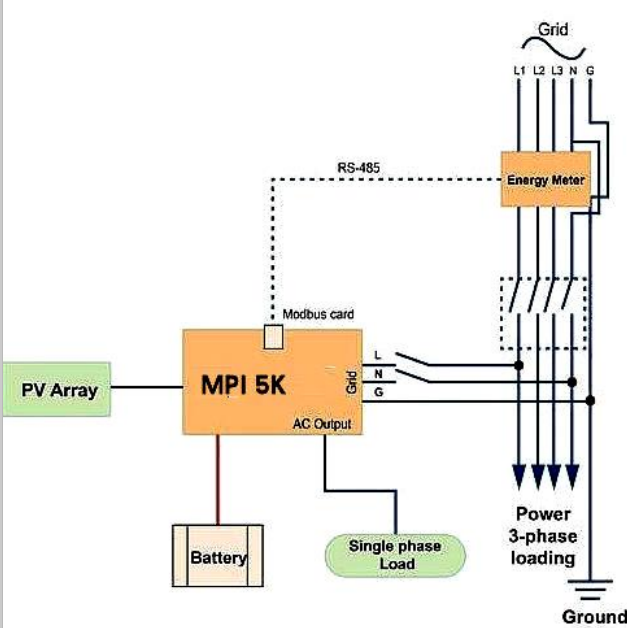 Grid
L1 L2 L3 N G
RS-485
Energy Meter
Modbus card
MPI 5K
Grid
L
N
G
AC Output
PV Array
Battery
Single phase
Load
Power
3-phase
loading
Ground